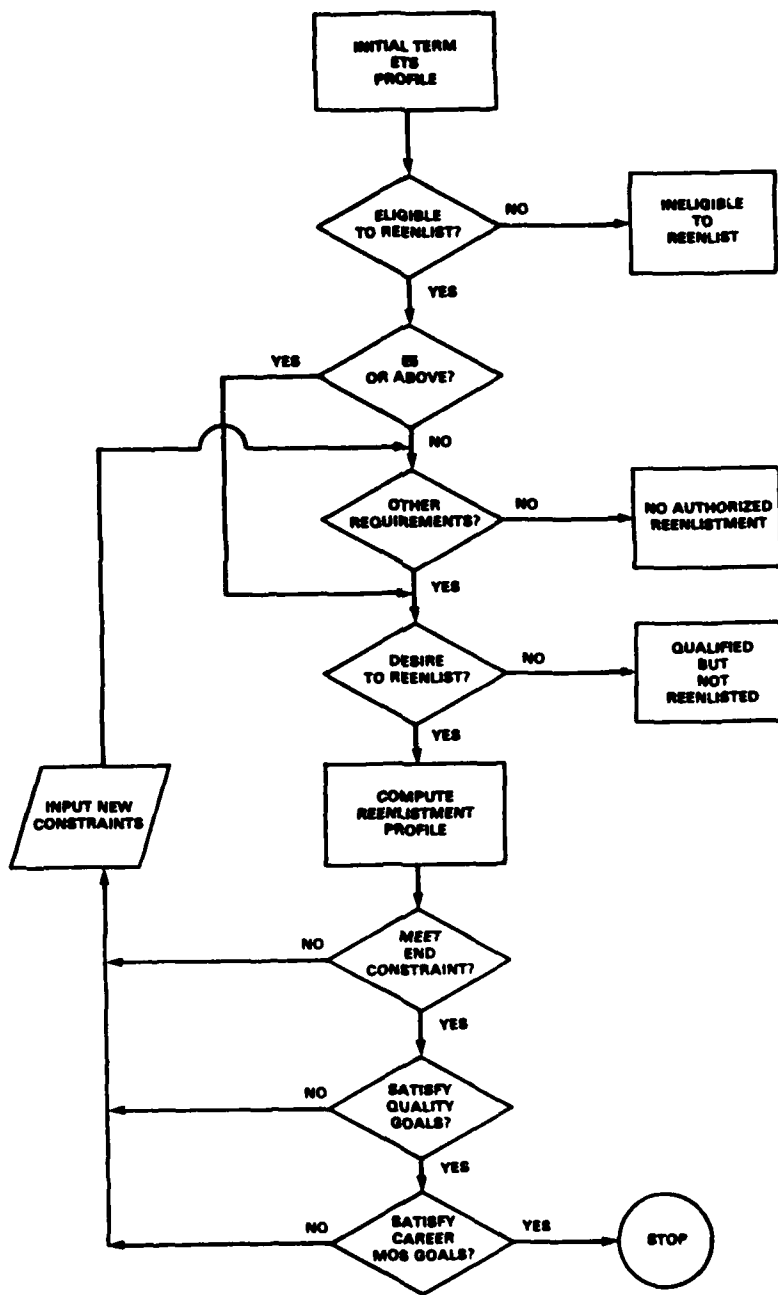 INITIAL TERM
ETS
PROFILE
ELIGIBLE
TO REENLIST?
NO
INELIGIBLE
TO
REENLIST
YES
E5
OR ABOVE?
YES
NO
OTHER
REQUIREMENTS?
NO
NO AUTHORIZED
REENLISTMENT
YES
DESIRE
TO REENLIST?
NO
QUALIFIED
BUT
NOT
REENLISTED
YES
INPUT NEW
CONSTRAINTS
COMPUTE
REENLISTMENT
PROFILE
MEET
END
CONSTRAINT?
NO
YES
SATISFY
QUALITY
GOALS?
NO
YES
SATISFY
CAREER
MOS GOALS?
NO
YES
STOP